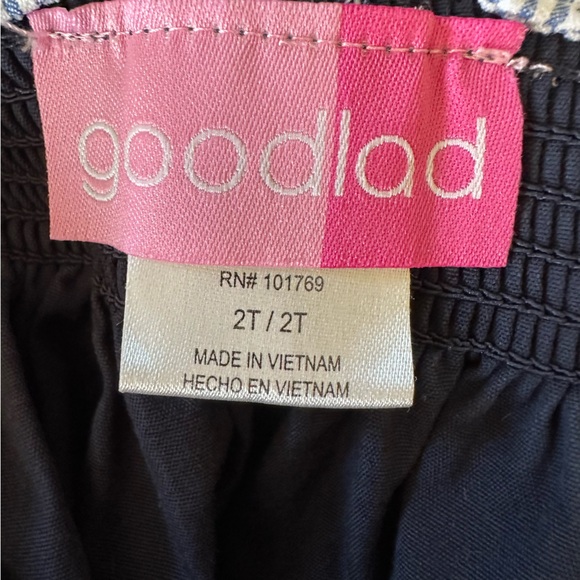 goodlad
RN# 101769
2T / 2T
MADE IN VIETNAM
HECHO EN VIETNAM